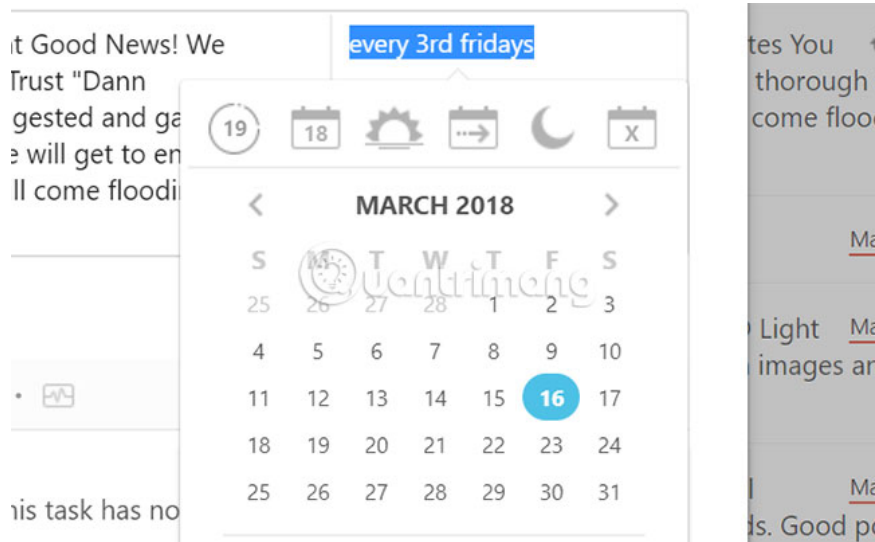 t Good News! We
Trust "Dann
gested and ga
e will get to en
ll come floodi
every 3rd fridays
tes You
thorough
come floo
19 18 X
MARCH 2018
S M T W T F S
25 26 27 28 1 2 3
4 5 6 7 8 9 10
11 12 13 14 15 16 17
18 19 20 21 22 23 24
25 26 27 28 29 30 31
Quantrimang
Ma
Light Ma
images ar
his task has no
Ma
ds. Good po